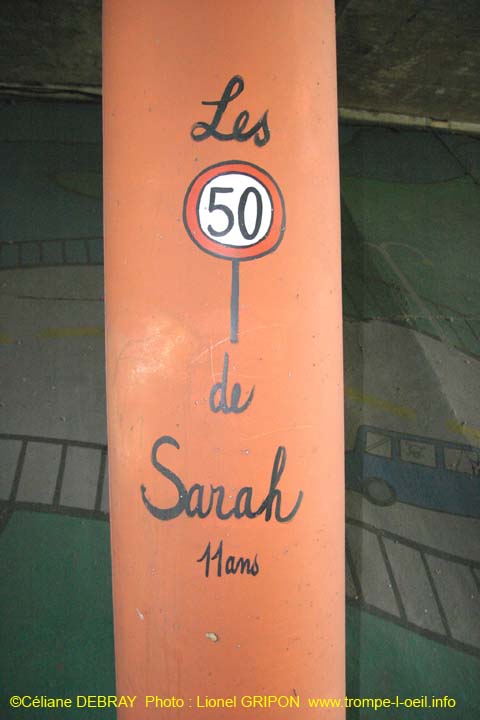 Les
50
de
Sarah
11 ans
©Céliane DEBRAY Photo : Lionel GRIPON www.trompe-l-oeil.info